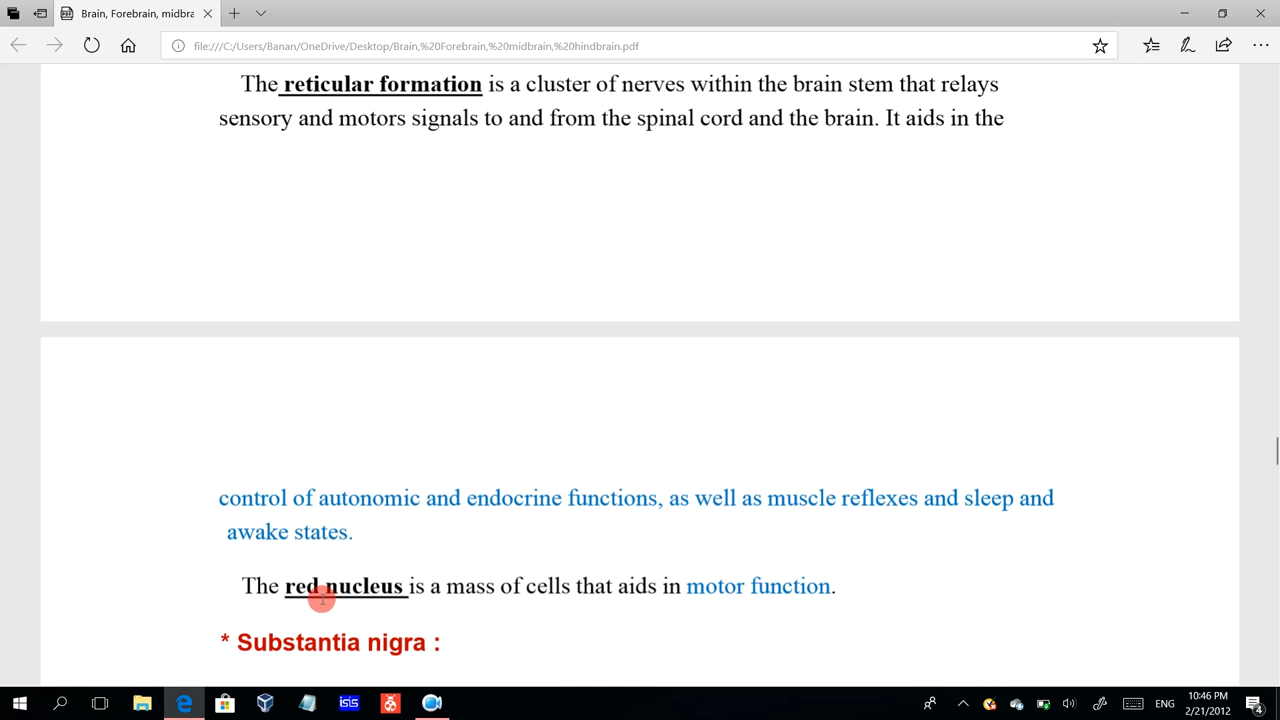 Brain, Forebrain, midbra
file:///C:/Users/Banan/OneDrive/Desktop/Brain,%20Forebrain,%20midbrain,%20hindbrain.pdf
The reticular formation is a cluster of nerves within the brain stem that relays
sensory and motors signals to and from the spinal cord and the brain. It aids in the
control of autonomic and endocrine functions, as well as muscle reflexes and sleep and
awake states.
The red nucleus is a mass of cells that aids in motor function.
* Substantia nigra :
isis
ENG
10:46 PM
2/21/2012
4